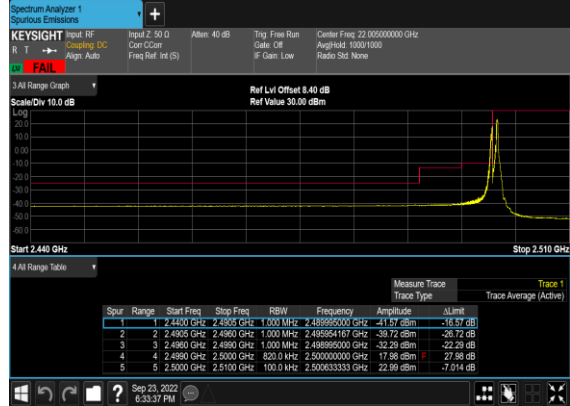 Spectrum Analyzer 1
Spurious Emissions
KEYSIGHT Input: RF Input Z: 50 Ω Atten: 40 dB Trig: Free Run Center Freq: 22.005000000 GHz
R T Coupling: DC Corr CCorr Gate: Off Avg|Hold: 1000/1000
Align: Auto Freq Ref: Int (S) IF Gain: Low Radio Std: None
LV FAIL
3 All Range Graph
Ref Lvl Offset 8.40 dB
Scale/Div 10.0 dB Ref Value 30.00 dBm
Log
20.0
10.0
0.00
-10.0
-20.0
-30.0
-40.0
-50.0
-60.0
Start 2.440 GHz Stop 2.510 GHz
4 All Range Table
Measure Trace Trace 1
Trace Type Trace Average (Active)
Spur Range Start Freq Stop Freq RBW Frequency Amplitude ΔLimit
1 1 2.4400 GHz 2.4905 GHz 1.000 MHz 2.489995000 GHz -41.57 dBm -16.57 dB
2 2 2.4905 GHz 2.4960 GHz 1.000 MHz 2.495954167 GHz -39.72 dBm -26.72 dB
3 3 2.4960 GHz 2.4990 GHz 1.000 MHz 2.498995000 GHz -32.29 dBm -22.29 dB
4 4 2.4990 GHz 2.5000 GHz 820.0 kHz 2.500000000 GHz 17.98 dBm F 27.98 dB
5 5 2.5000 GHz 2.5100 GHz 100.0 kHz 2.500633333 GHz 22.99 dBm -7.014 dB
? Sep 23, 2022
6:33:37 PM